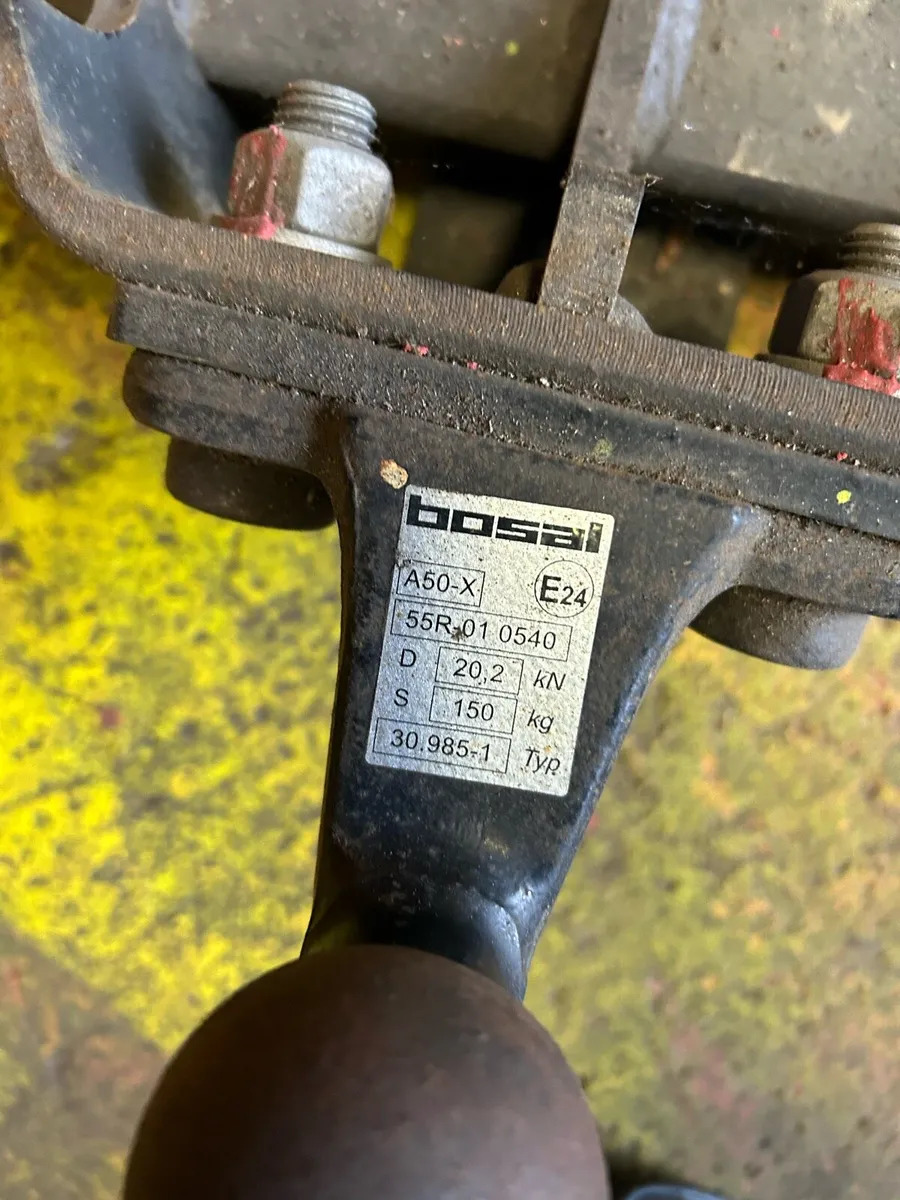 bosal
A50-X E24
55R-01 0540
D 20,2 kN
S 150 kg
30.985-1 Typ